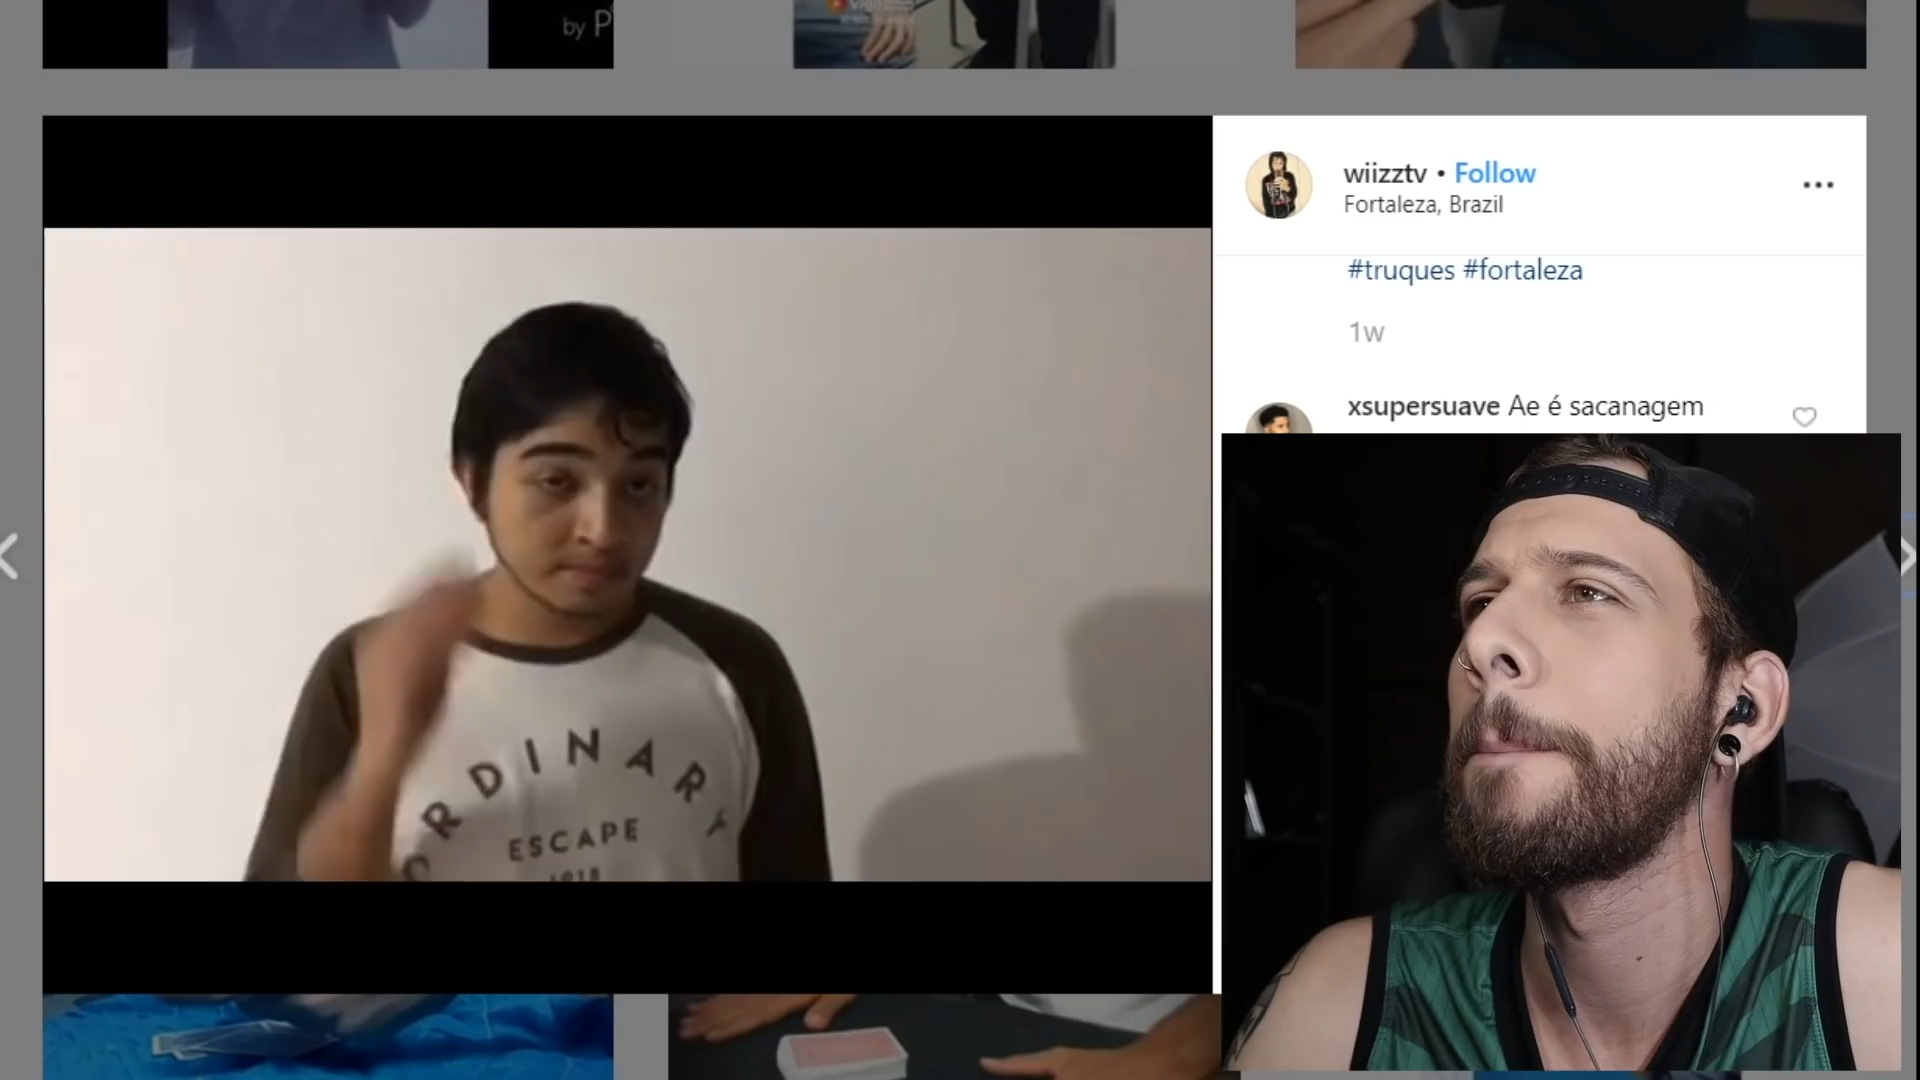 by P
wiizztv • Follow
Fortaleza, Brazil
#truques #fortaleza
1w
xsupersuave Ae é sacanagem
ORDINARY
ESCAPE